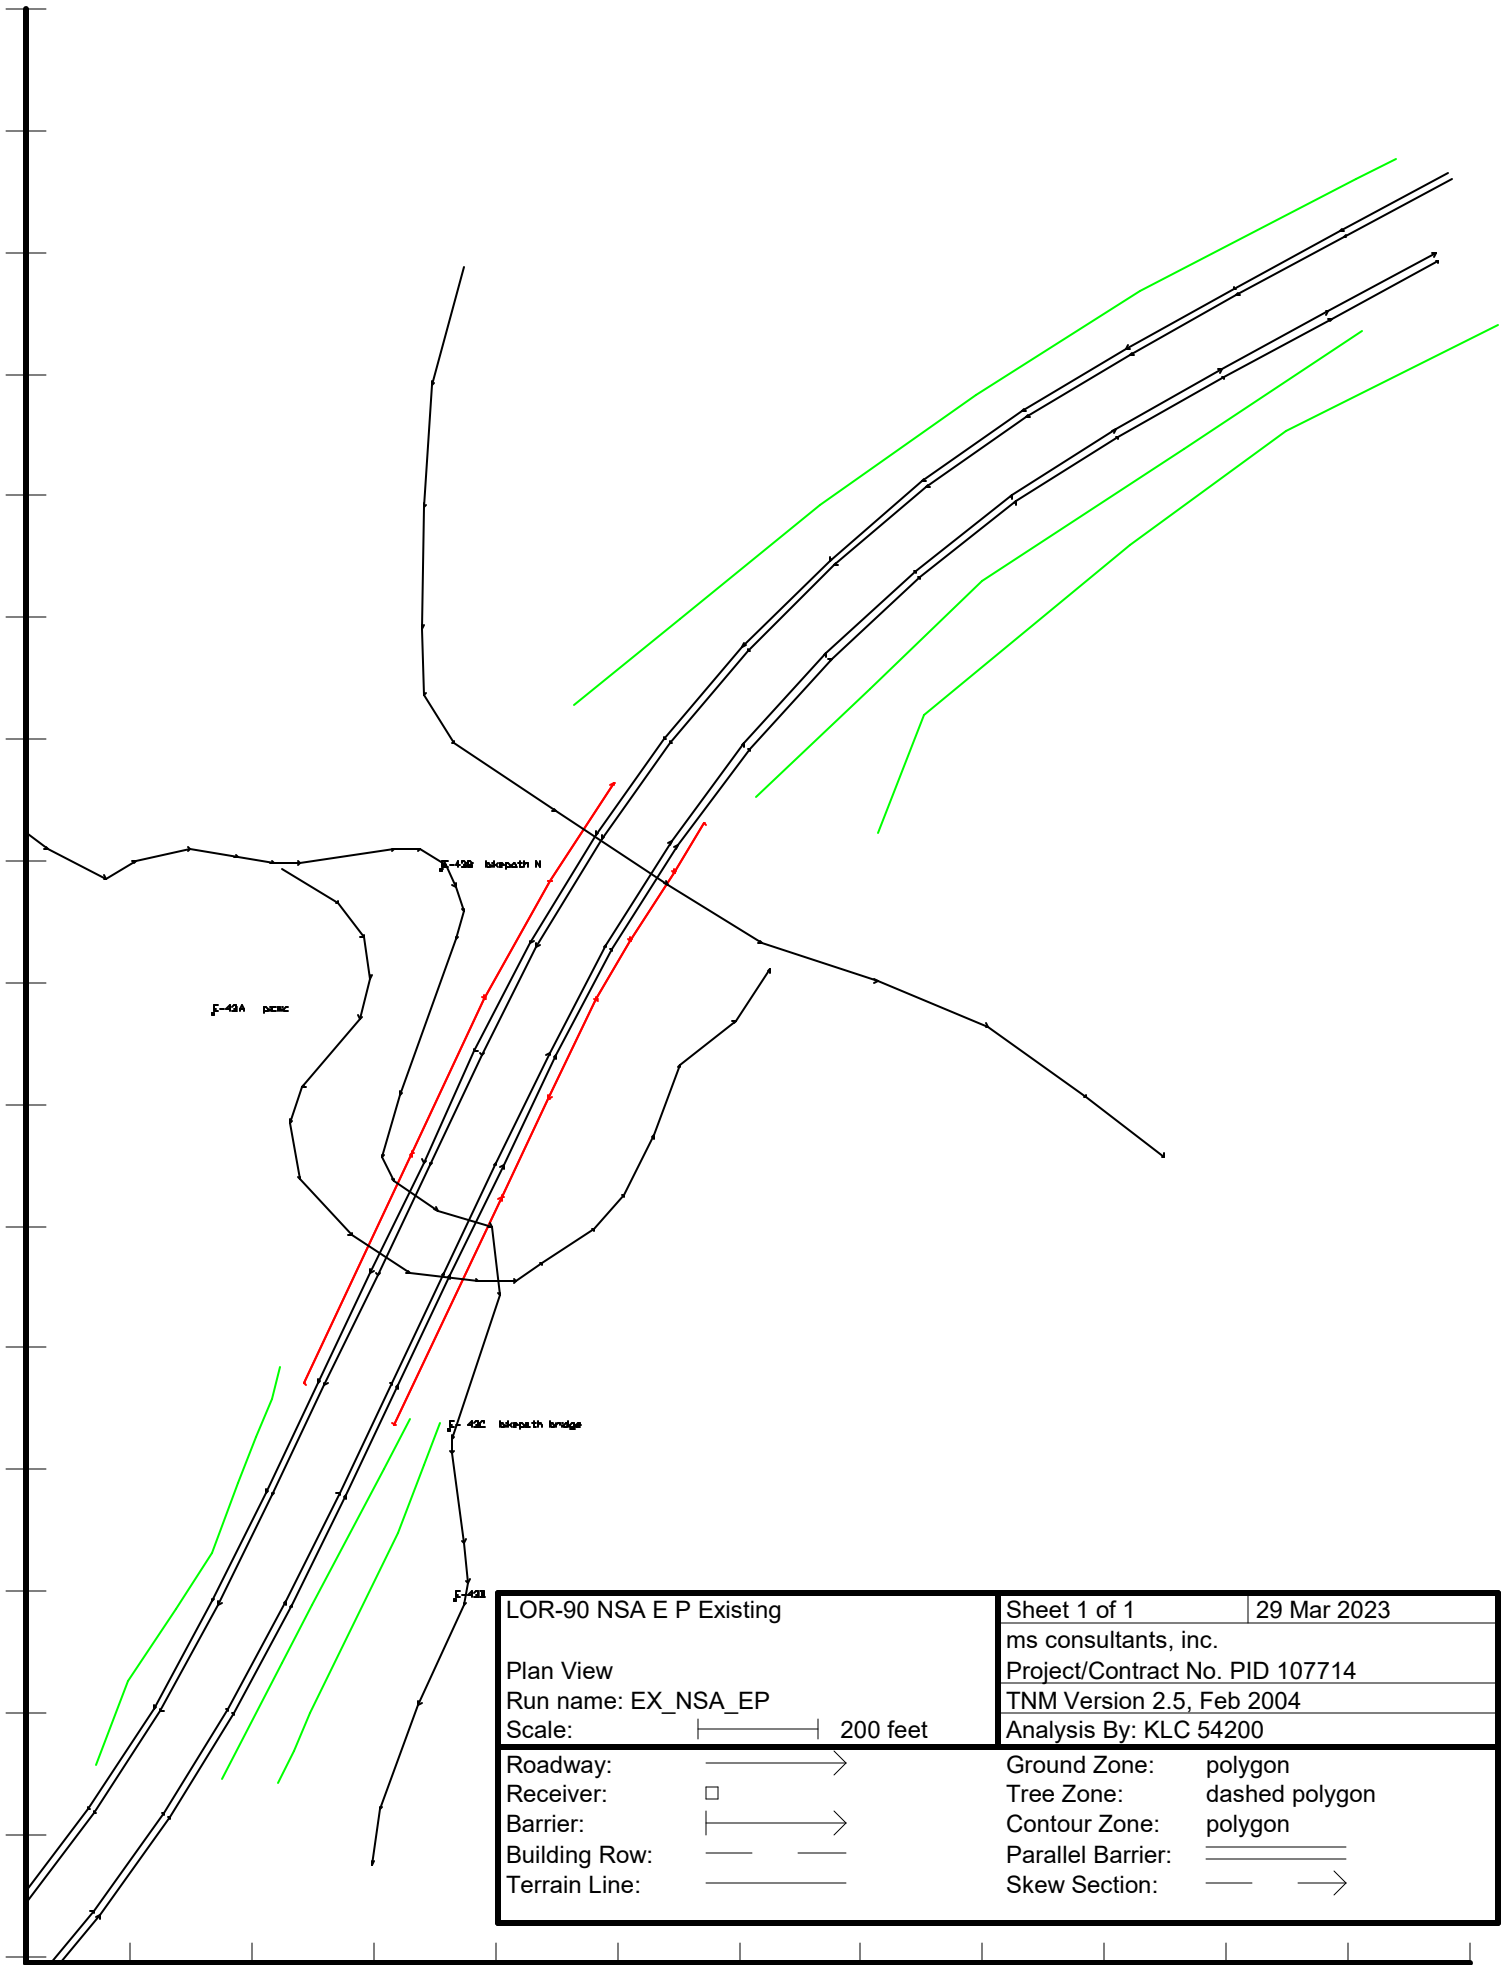 E-42B bikepath N
E-42A picnic
E- 42C bikepath bridge
LOR-90 NSA E P Existing
Sheet 1 of 1
29 Mar 2023
ms consultants, inc.
Plan View
Project/Contract No. PID 107714
Run name: EX_NSA_EP
TNM Version 2.5, Feb 2004
Scale:
200 feet
Analysis By: KLC 54200
Roadway:
Ground Zone:
polygon
Receiver:
Tree Zone:
dashed polygon
Barrier:
Contour Zone:
polygon
Building Row:
Parallel Barrier:
Terrain Line:
Skew Section: